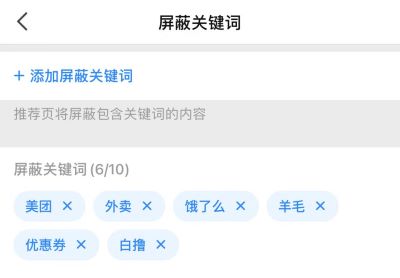 屏蔽关键词
+ 添加屏蔽关键词
推荐页将屏蔽包含关键词的内容
屏蔽关键词 (6/10)
美团 × 外卖 × 饿了么 × 羊毛 ×
优惠券 × 白撸 ×